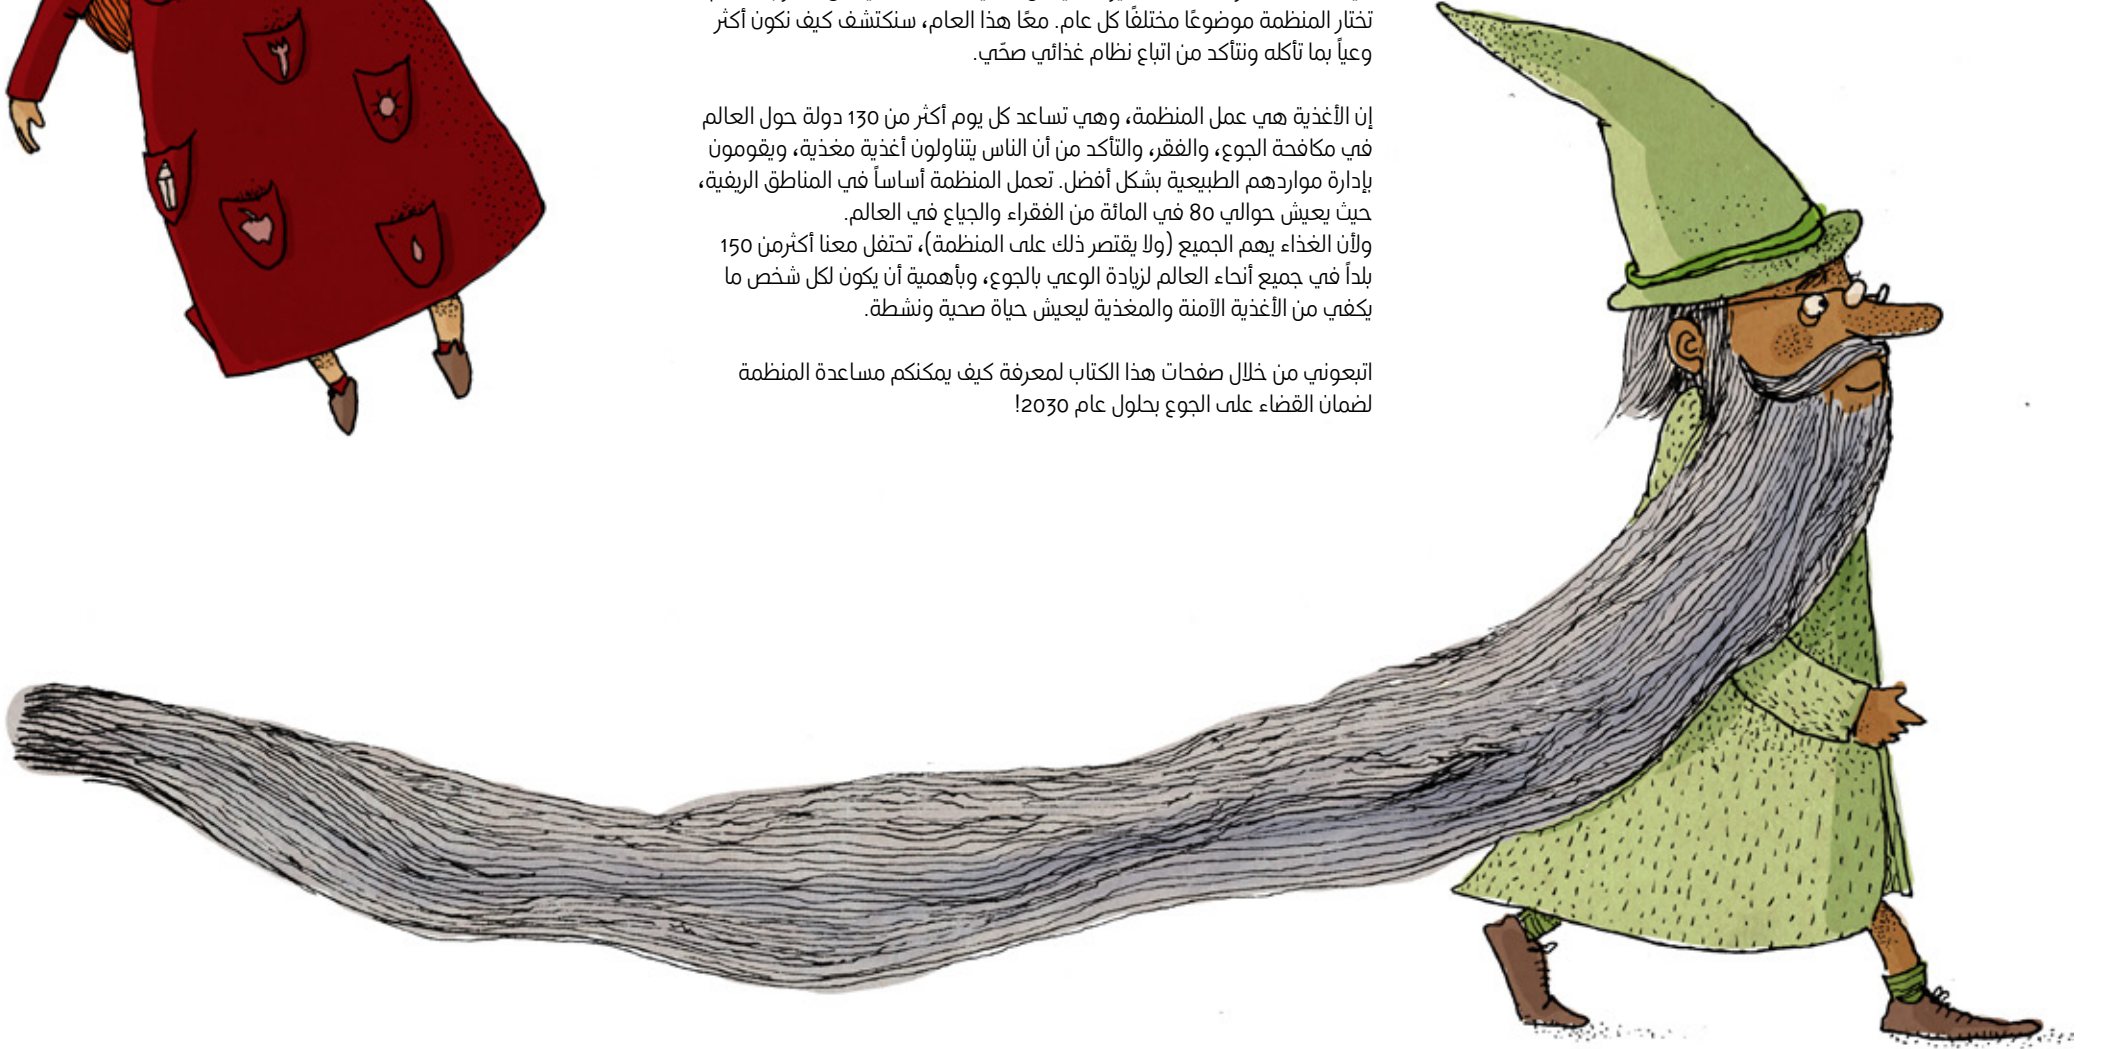 تختار المنظمة موضوعًا مختلفًا كل عام. معًا هذا العام، سنكتشف كيف نكون أكثر
وعياً بما تأكله ونتأكد من اتباع نظام غذائي صحّي.
إن الأغذية هي عمل المنظمة، وهي تساعد كل يوم أكثر من 130 دولة حول العالم
في مكافحة الجوع، والفقر، والتأكد من أن الناس يتناولون أغذية مغذية، ويقومون
بإدارة مواردهم الطبيعية بشكل أفضل. تعمل المنظمة أساساً في المناطق الريفية،
حيث يعيش حوالي 80 في المائة من الفقراء والجياع في العالم.
ولأن الغذاء يهم الجميع (ولا يقتصر ذلك على المنظمة)، تحتفل معنا أكثرمن 150
بلداً في جميع أنحاء العالم لزيادة الوعي بالجوع، وبأهمية أن يكون لكل شخص ما
يكفي من الأغذية الآمنة والمغذية ليعيش حياة صحية ونشطة.
اتبعوني من خلال صفحات هذا الكتاب لمعرفة كيف يمكنكم مساعدة المنظمة
لضمان القضاء على الجوع بحلول عام 2030!